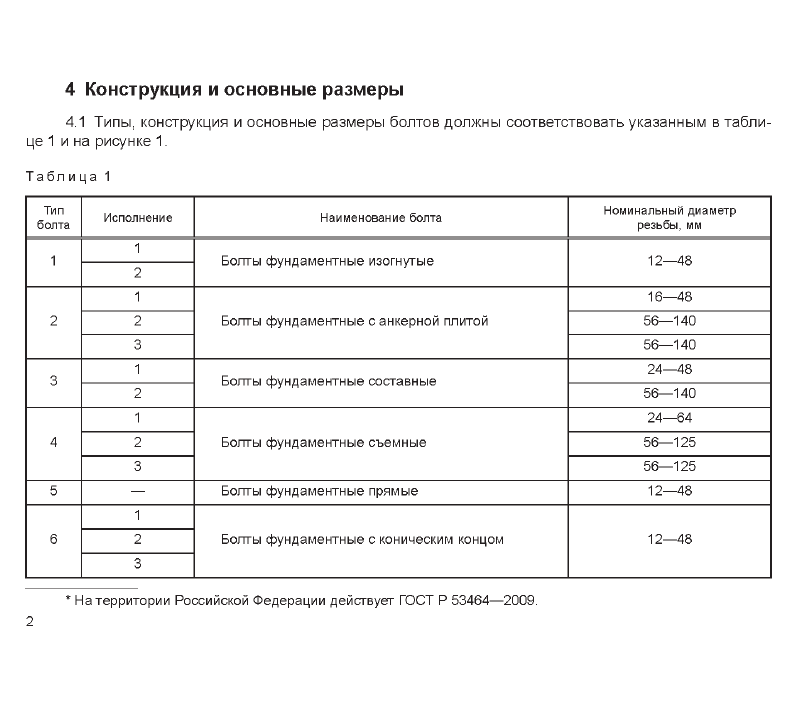 4 Конструкция и основные размеры
4.1 Типы, конструкция и основные размеры болтов должны соответствовать указанным в табли-
це 1 и на рисунке 1.
Таблица 1
Тип болта Исполнение Наименование болта Номинальный диаметр резьбы, мм
1 1 Болты фундаментные изогнутые 12—48
2
2 1 Болты фундаментные с анкерной плитой 16—48
2 56—140
3 56—140
3 1 Болты фундаментные составные 24—48
2 56—140
4 1 Болты фундаментные съемные 24—64
2 56—125
3 56—125
5 — Болты фундаментные прямые 12—48
6 1 Болты фундаментные с коническим концом 12—48
2
3
* На территории Российской Федерации действует ГОСТ Р 53464—2009.
2